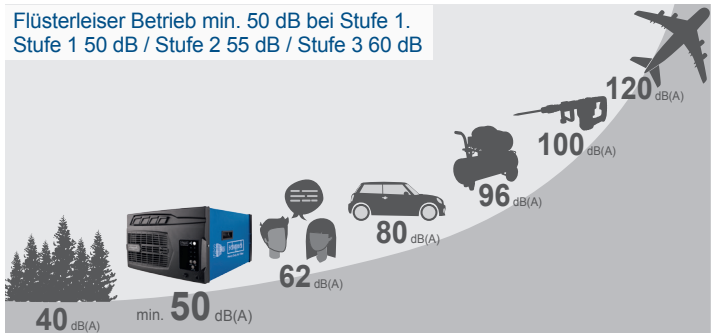 Flüsterleiser Betrieb min. 50 dB bei Stufe 1.
Stufe 1 50 dB / Stufe 2 55 dB / Stufe 3 60 dB
120 dB(A)
100 dB(A)
96 dB(A)
80 dB(A)
62 dB(A)
min. 50 dB(A)
40 dB(A)